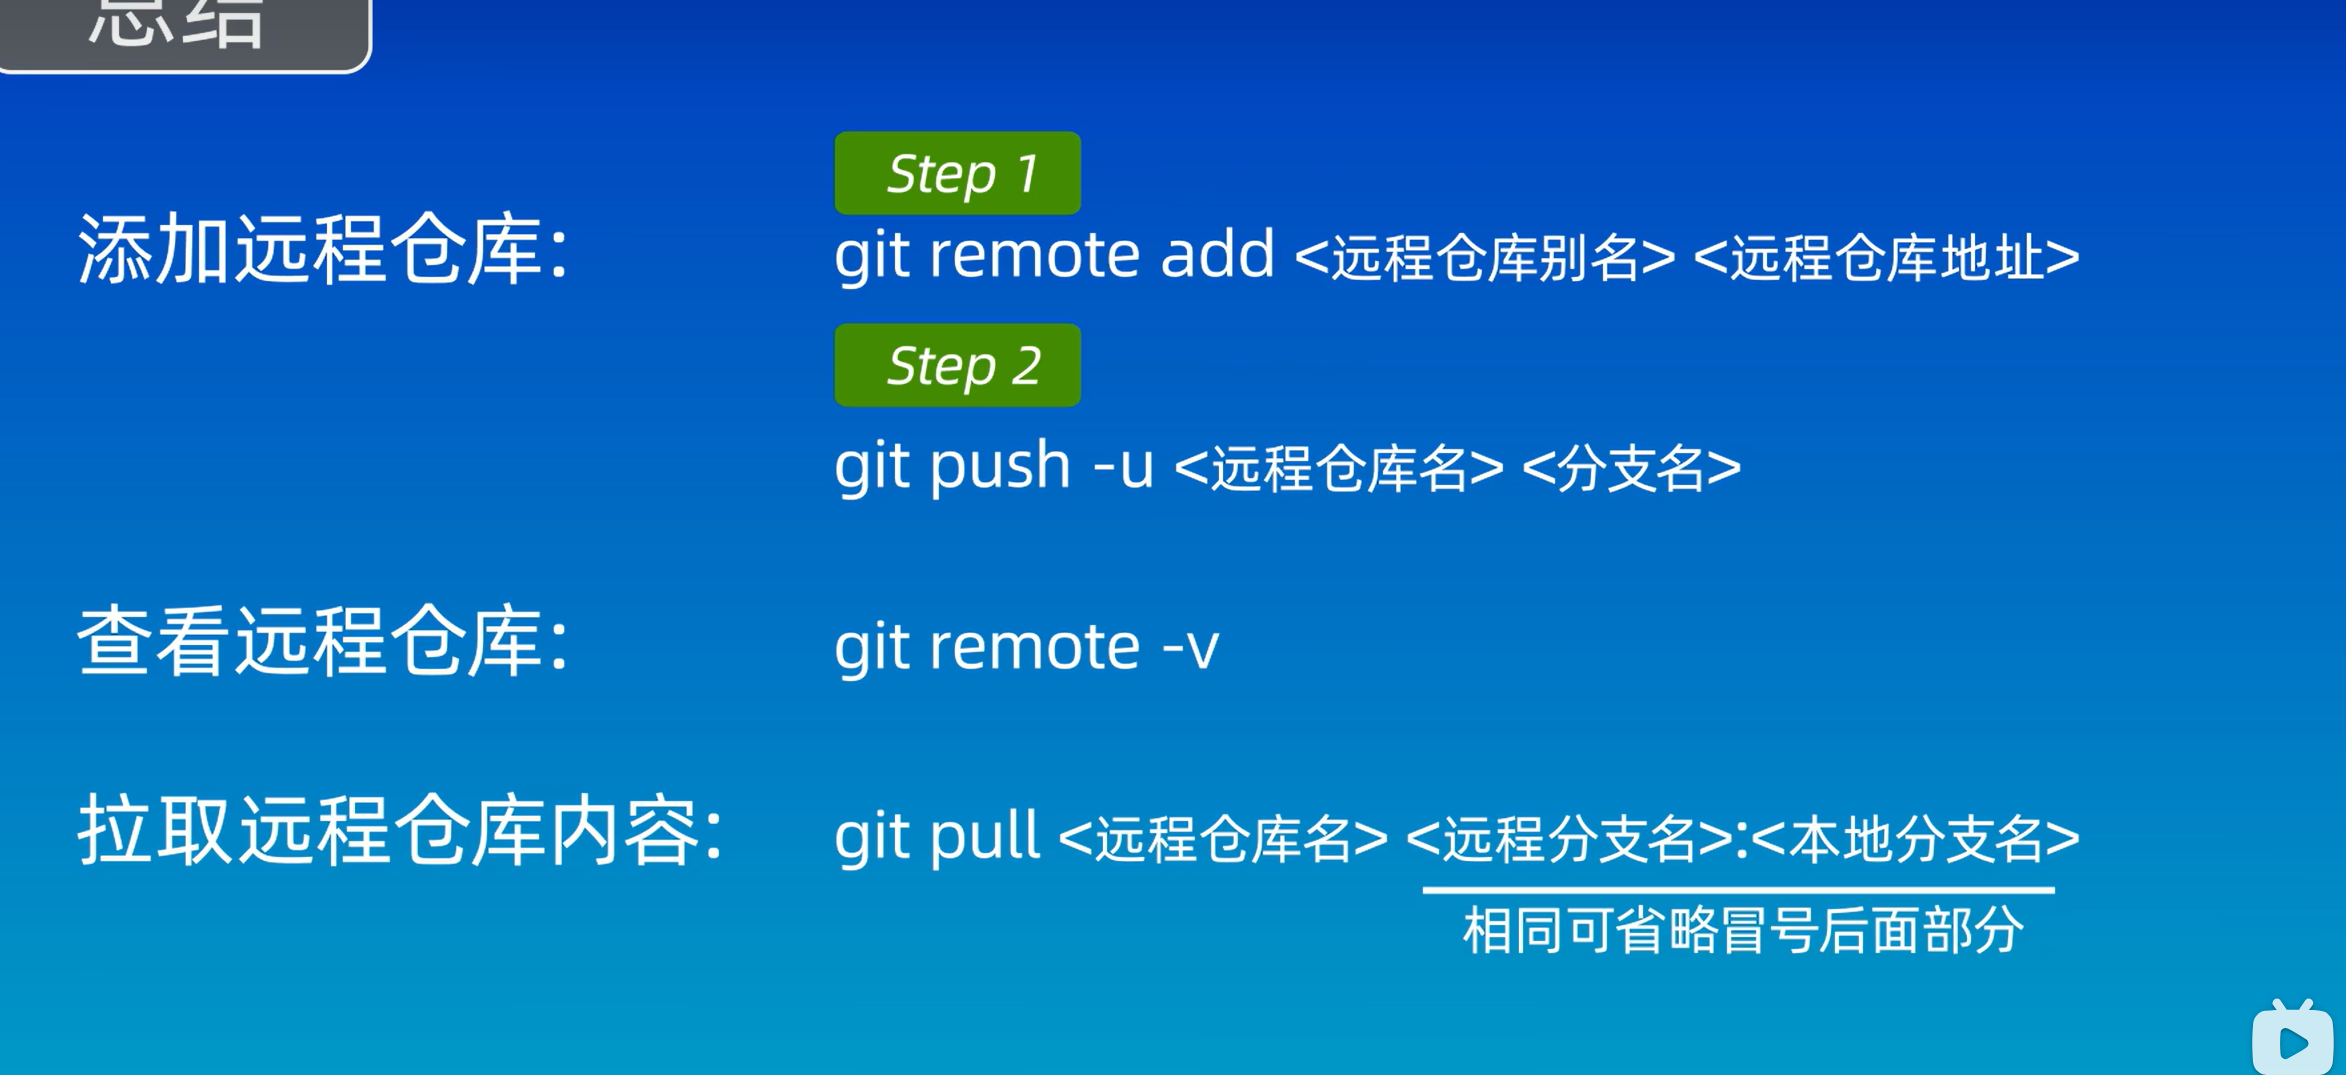 总结
Step 1
添加远程仓库: git remote add <远程仓库别名> <远程仓库地址>
Step 2
git push -u <远程仓库名> <分支名>
查看远程仓库: git remote -v
拉取远程仓库内容: git pull <远程仓库名> <远程分支名>:<本地分支名>
相同可省略冒号后面部分